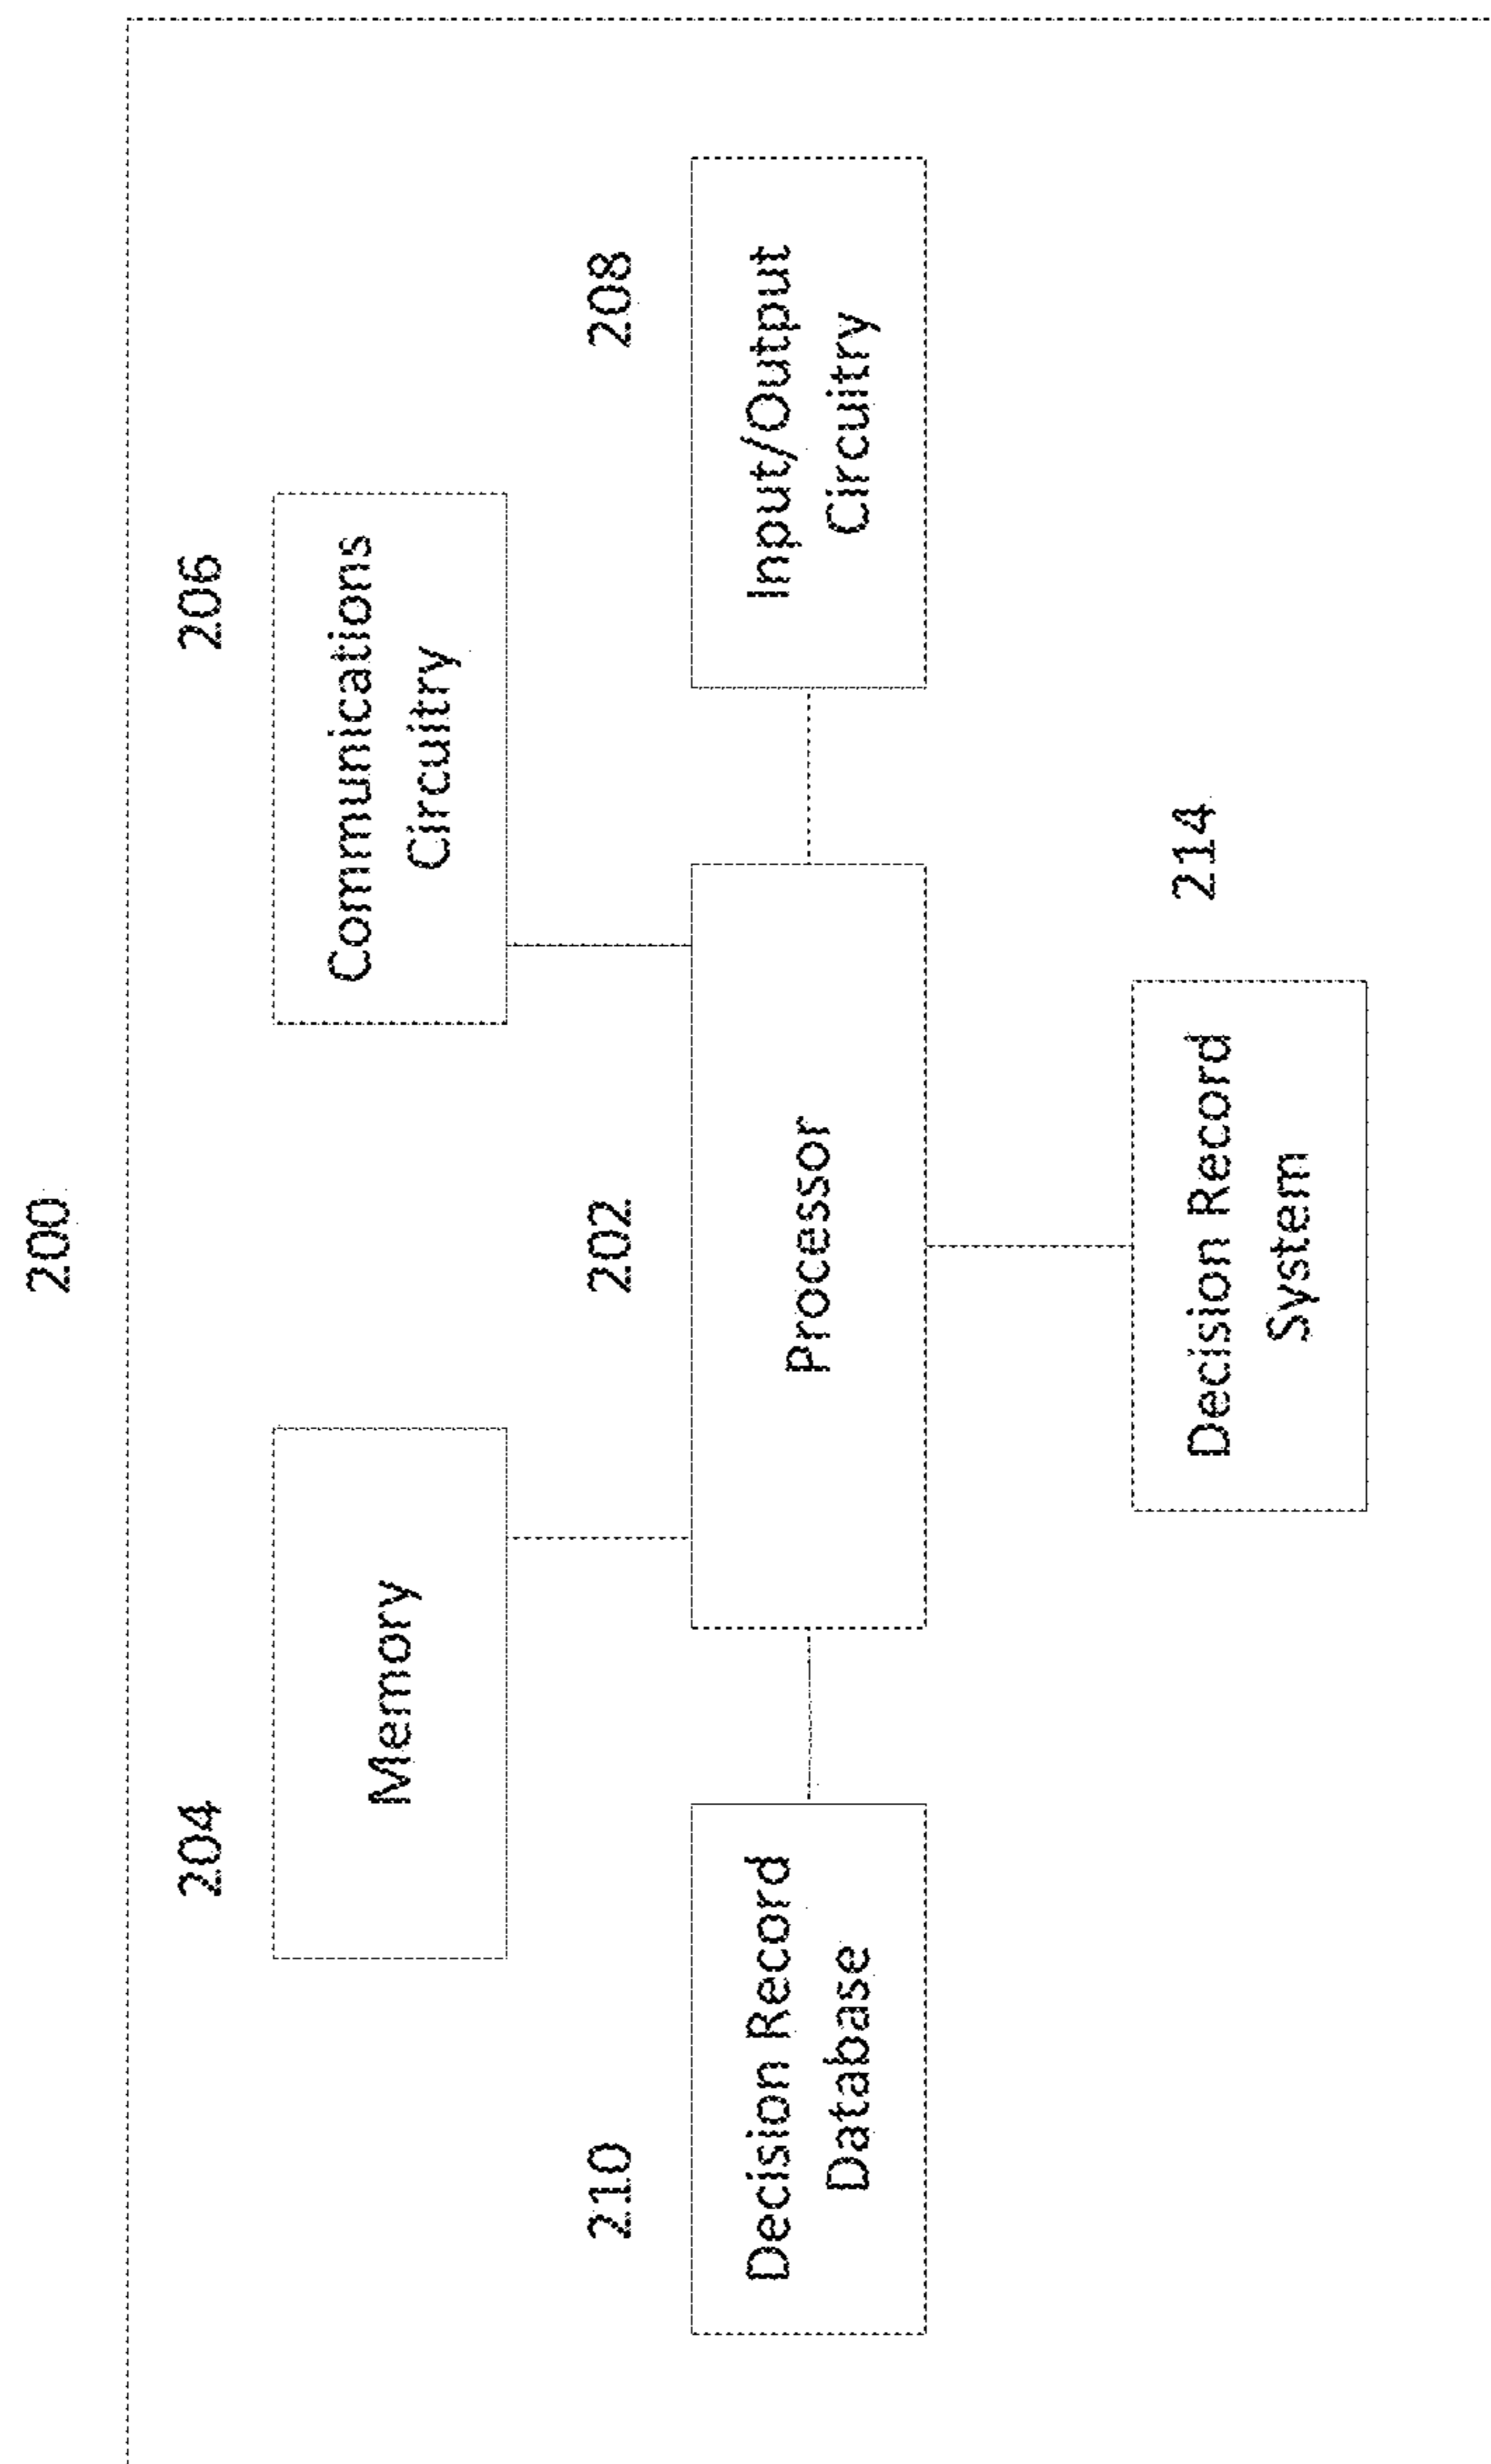 200
204
206
Memory
Communications
Circuitry
210
202
208
Decision Record
Database
Processor
Input/Output
Circuitry
214
Decision Record
System